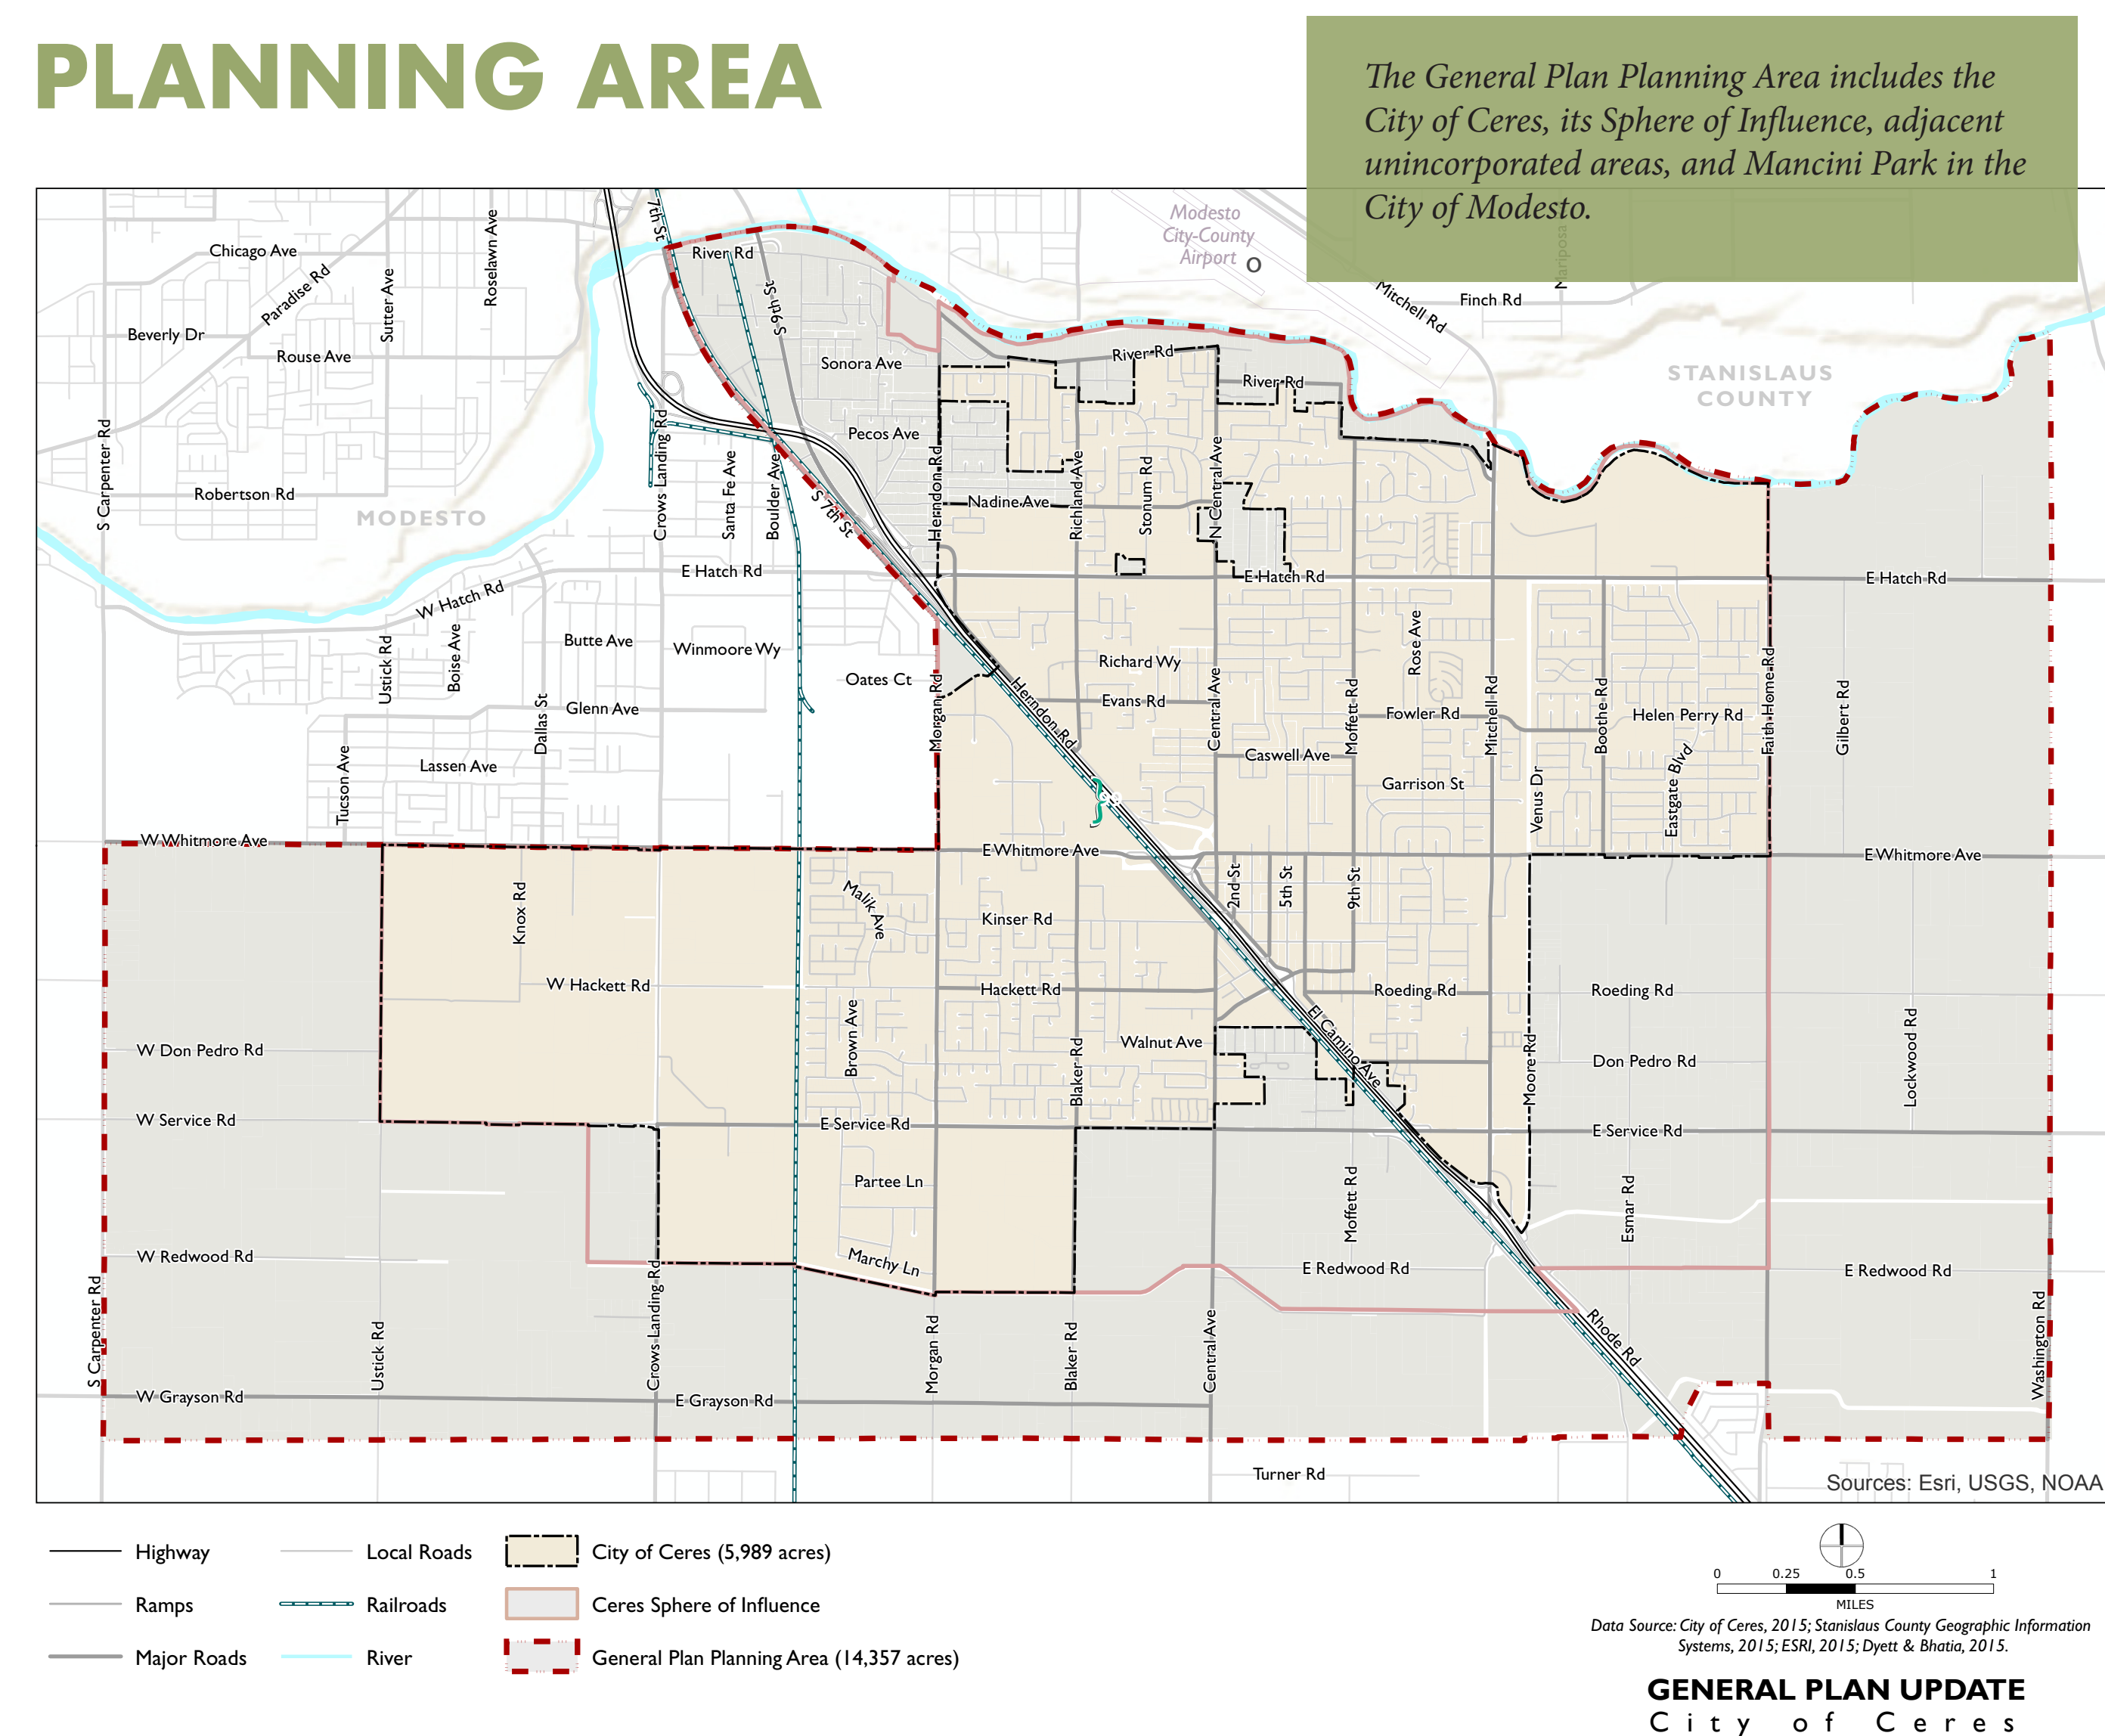 PLANNING AREA
The General Plan Planning Area includes the
City of Ceres, its Sphere of Influence, adjacent
unincorporated areas, and Mancini Park in the
City of Modesto.
7th St
River Rd
S 9th St
Modesto
City-County
Airport
Mitchell Rd
Finch Rd
Mariposa
Chicago Ave
Paradise Rd
Sutter Ave
Roselawn Ave
Beverly Dr
Rouse Ave
Sonora Ave
River Rd
River Rd
STANISLAUS
COUNTY
S Carpenter Rd
Robertson Rd
MODESTO
Crows Landing Rd
Santa Fe Ave
Boulder Ave
S 7th St
Pecos Ave
Herndon Rd
Nadine Ave
Richland Ave
Stonum Rd
N Central Ave
W Hatch Rd
E Hatch Rd
E Hatch Rd
E Hatch Rd
Ustick Rd
Boise Ave
Butte Ave
Winmoore Wy
Oates Ct
Morgan Rd
Herndon Rd
Richard Wy
Evans Rd
Central Ave
Moffett Rd
Rose Ave
Fowler Rd
Mitchell Rd
Boothe Rd
Helen Perry Rd
Faith Home Rd
Gilbert Rd
Dallas St
Glenn Ave
Tucson Ave
Lassen Ave
Caswell Ave
Garrison St
Venus Dr
Eastgate Blvd
99
W Whitmore Ave
E Whitmore Ave
E Whitmore Ave
Knox Rd
Malik Ave
Kinser Rd
2nd St
5th St
9th St
W Hackett Rd
Hackett Rd
Roeding Rd
Roeding Rd
Brown Ave
Walnut Ave
Blaker Rd
El Camino Ave
Moore Rd
Lockwood Rd
W Don Pedro Rd
Don Pedro Rd
W Service Rd
E Service Rd
E Service Rd
Partee Ln
Moffett Rd
Esmar Rd
W Redwood Rd
Marchy Ln
E Redwood Rd
E Redwood Rd
S Carpenter Rd
Ustick Rd
Crows Landing Rd
Morgan Rd
Blaker Rd
Central Ave
Rhode Rd
Washington Rd
W Grayson Rd
E Grayson Rd
Turner Rd
Sources: Esri, USGS, NOAA
Highway
Ramps
Major Roads
Local Roads
Railroads
River
City of Ceres (5,989 acres)
Ceres Sphere of Influence
General Plan Planning Area (14,357 acres)
0 0.25 0.5 1
MILES
Data Source: City of Ceres, 2015; Stanislaus County Geographic Information
Systems, 2015; ESRI, 2015; Dyett & Bhatia, 2015.
GENERAL PLAN UPDATE
City of Ceres